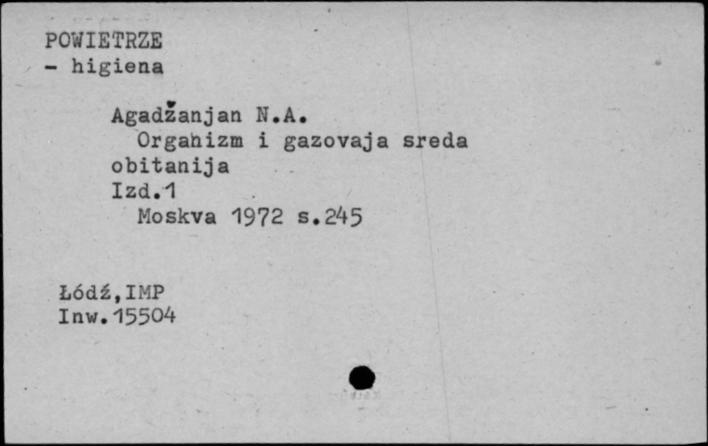 POWIETRZE
- higiena
Agadžanjan N.A.
Organizm i gazovaja sreda
obitanija
Izd.1
Moskva 1972 s.245
Łódź,IMP
Inw.15504